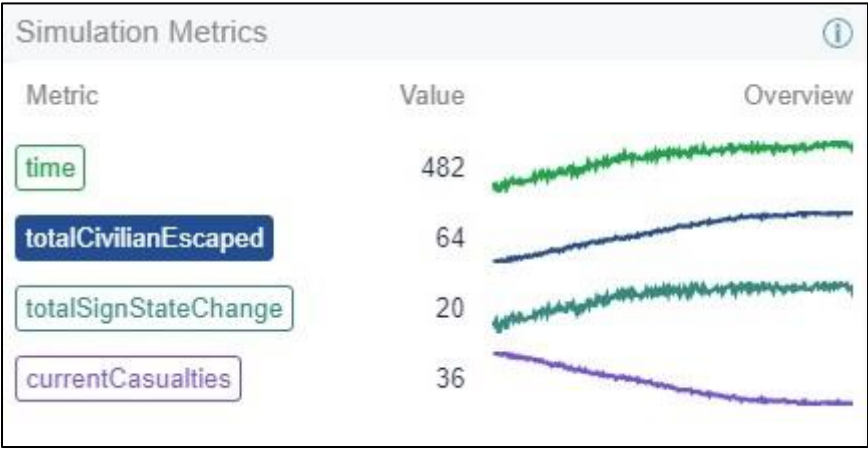 Simulation Metrics
Metric Value Overview
time 482
totalCivilianEscaped 64
totalSignStateChange 20
currentCasualties 36